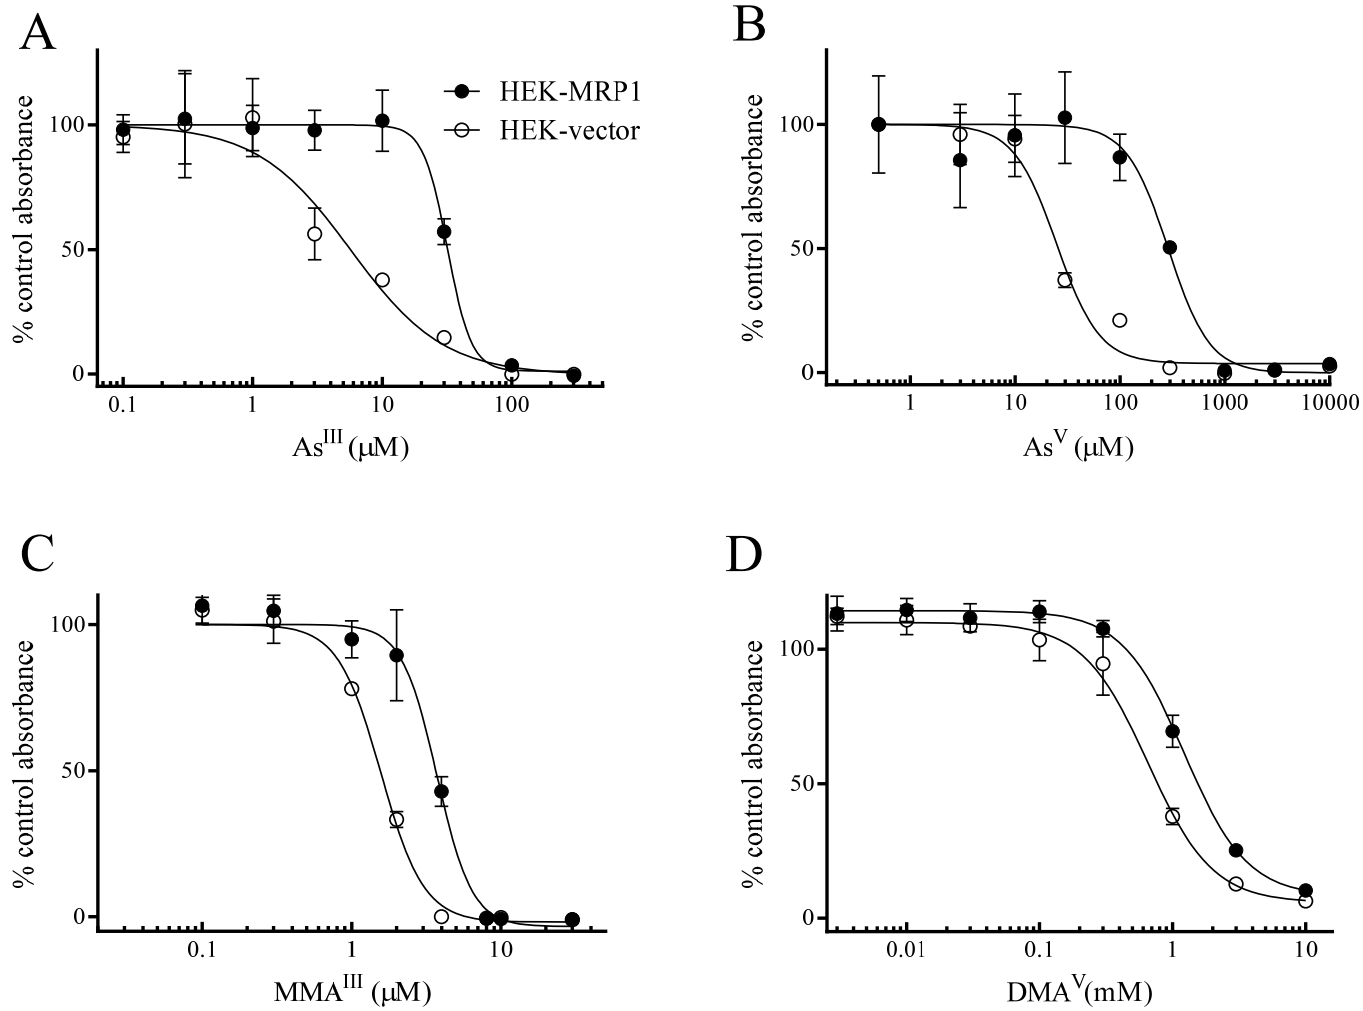 A
HEK-MRP1
HEK-vector
% control absorbance
100
50
0
0.1 1 10 100
As^III (μM)
B
% control absorbance
100
50
0
1 10 100 1000 10000
As^V (μM)
C
% control absorbance
100
50
0
0.1 1 10
MMA^III (μM)
D
% control absorbance
100
50
0
0.01 0.1 1 10
DMA^V(mM)